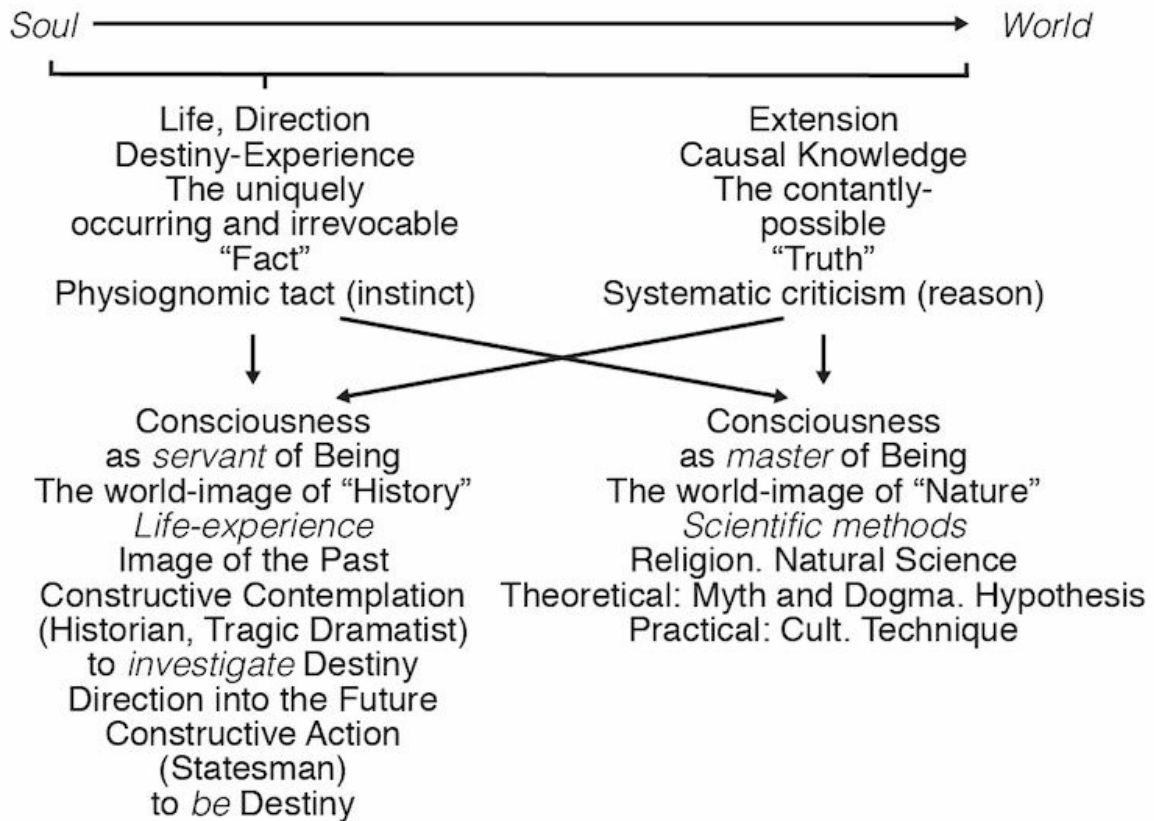 Soul World
Life, Direction
Destiny-Experience
The uniquely
occurring and irrevocable
“Fact”
Physiognomic tact (instinct)
Extension
Causal Knowledge
The contantly-
possible
“Truth”
Systematic criticism (reason)
Consciousness
as servant of Being
The world-image of “History”
Life-experience
Image of the Past
Constructive Contemplation
(Historian, Tragic Dramatist)
to investigate Destiny
Direction into the Future
Constructive Action
(Statesman)
to be Destiny
Consciousness
as master of Being
The world-image of “Nature”
Scientific methods
Religion. Natural Science
Theoretical: Myth and Dogma. Hypothesis
Practical: Cult. Technique